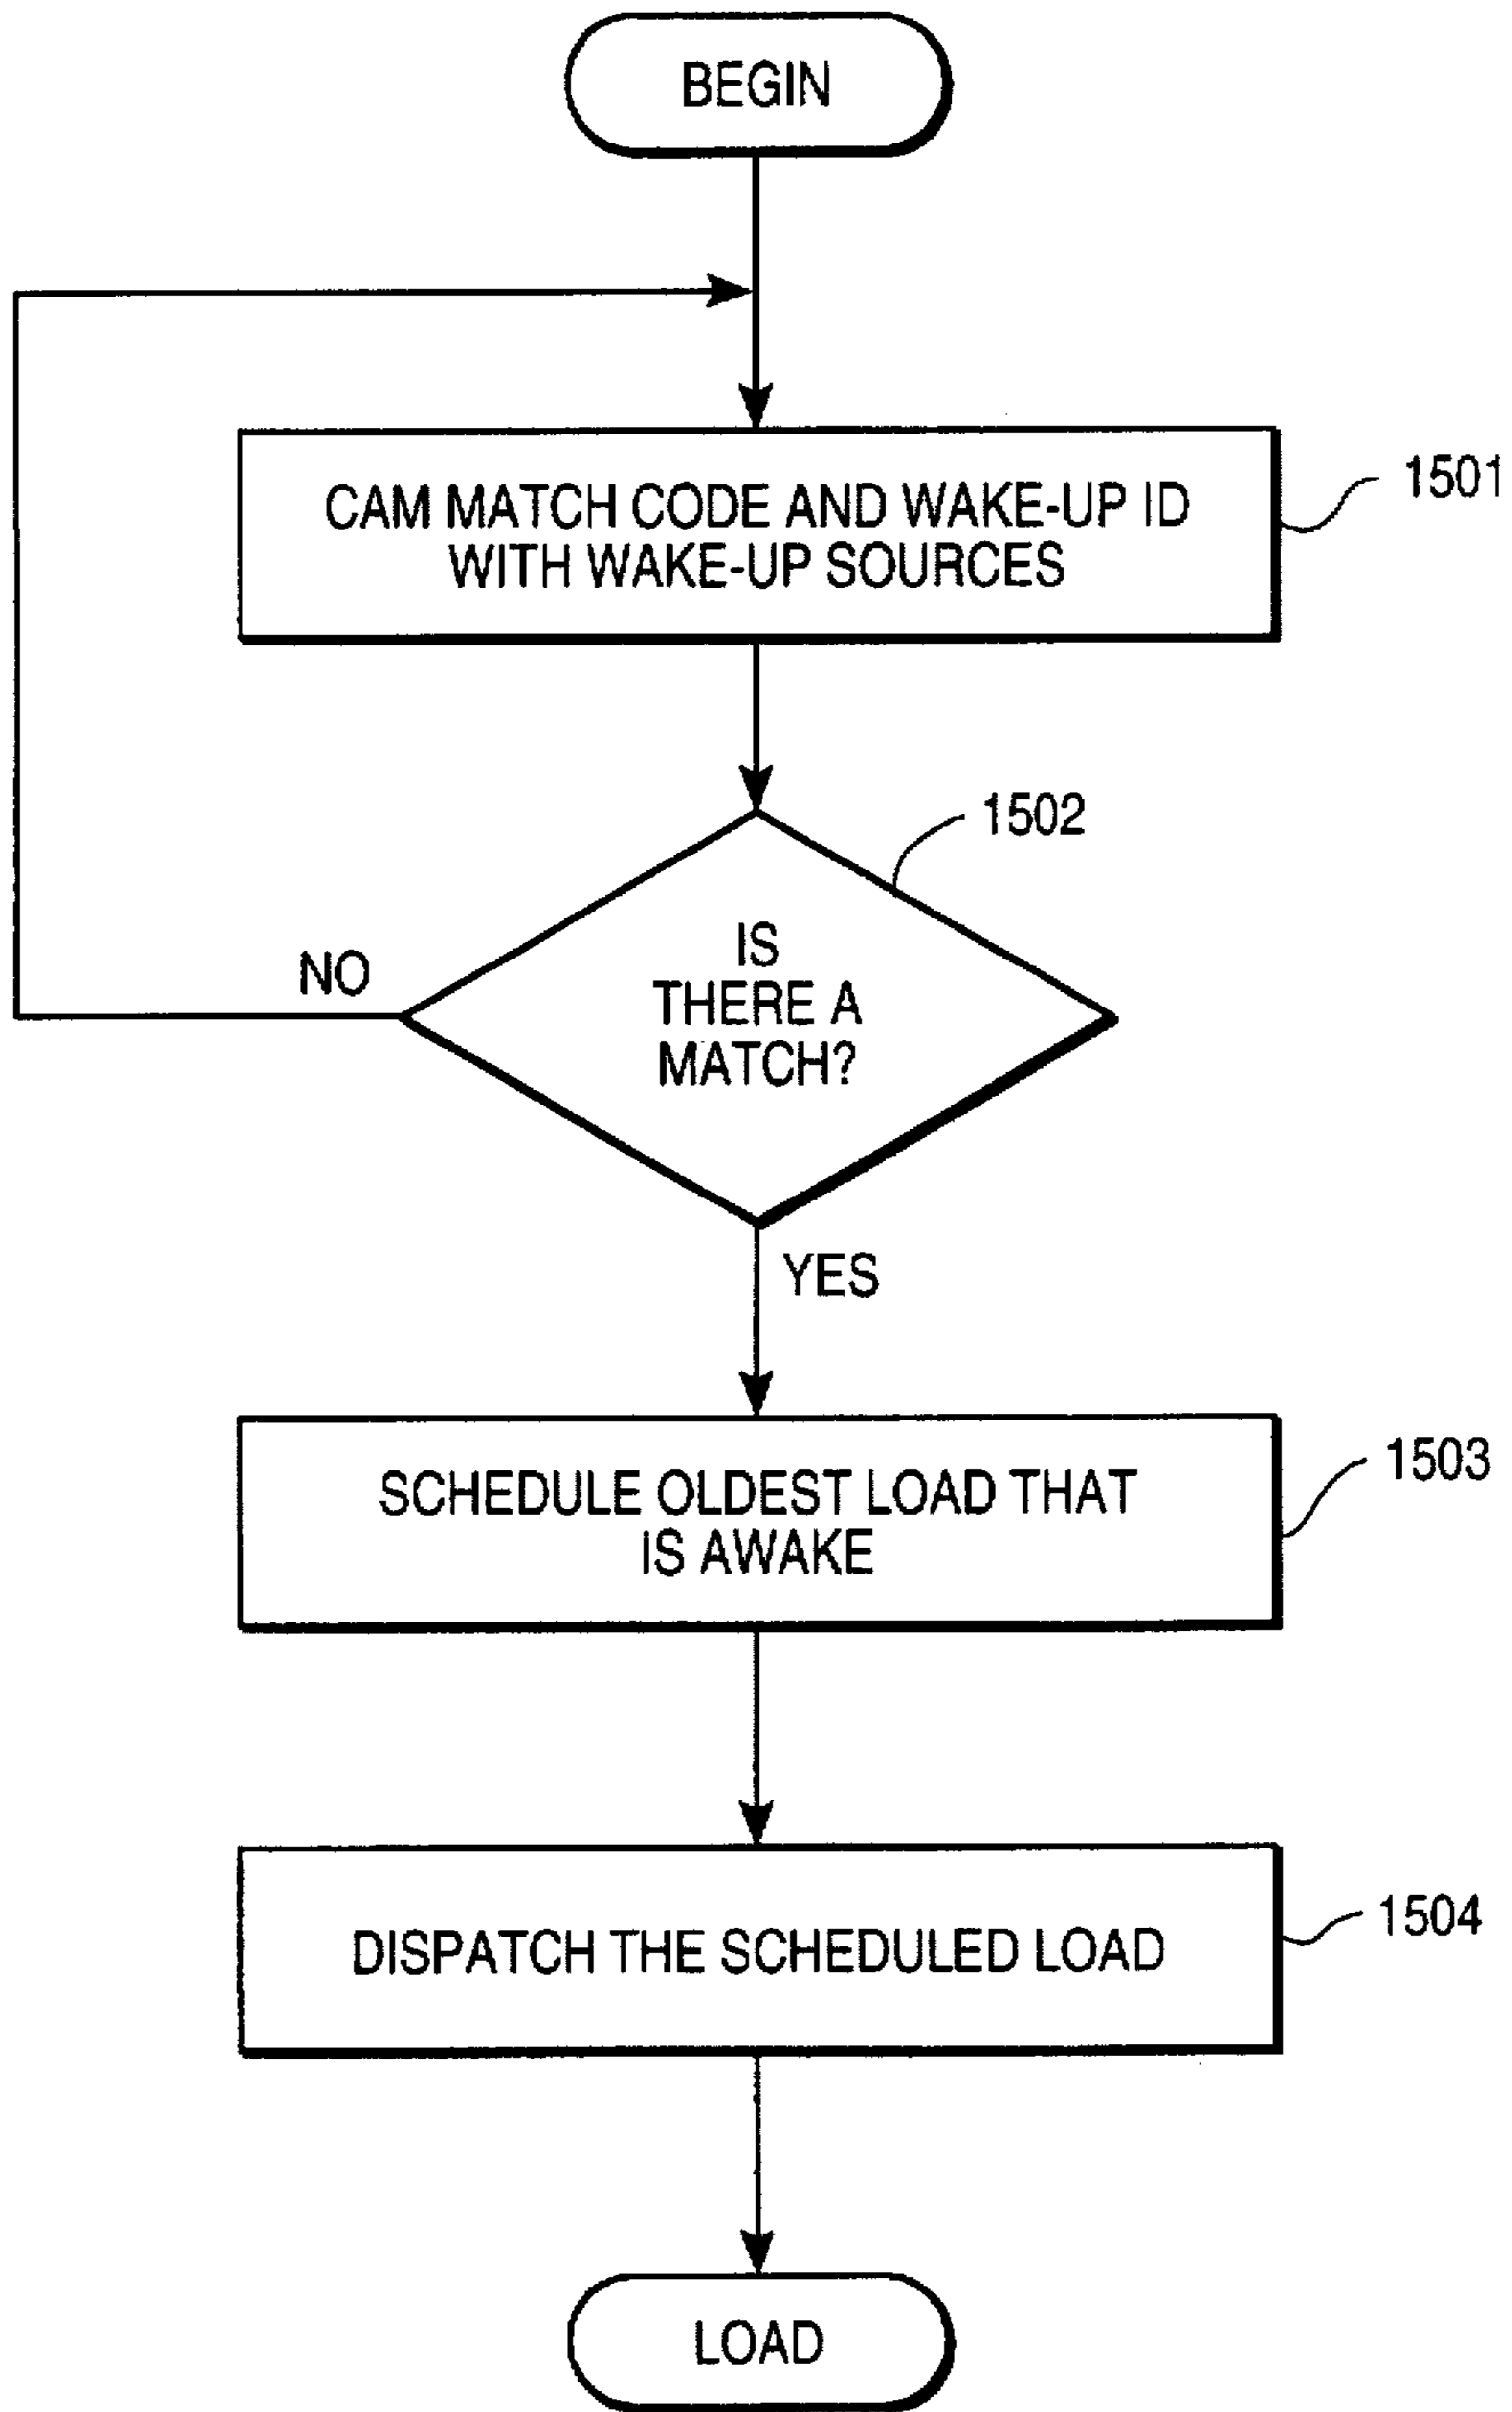 BEGIN
CAM MATCH CODE AND WAKE-UP ID
WITH WAKE-UP SOURCES
1501
1502
IS
THERE A
MATCH?
NO
YES
SCHEDULE OLDEST LOAD THAT
IS AWAKE
1503
DISPATCH THE SCHEDULED LOAD
1504
LOAD